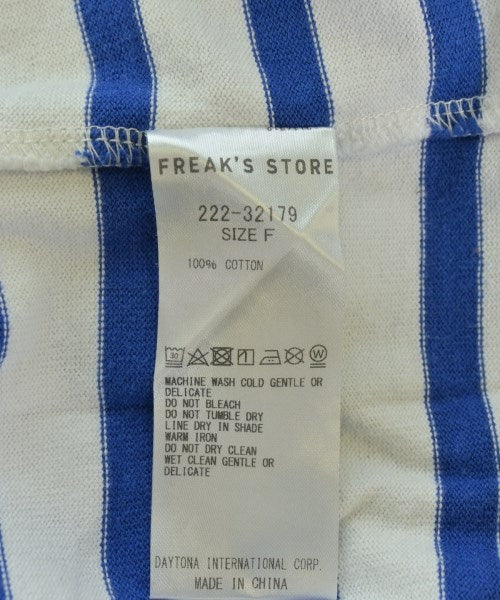 FREAK'S STORE
222-32179
SIZE F
100% COTTON
30 W
MACHINE WASH COLD GENTLE OR
DELICATE
DO NOT BLEACH
DO NOT TUMBLE DRY
LINE DRY IN SHADE
WARM IRON
DO NOT DRY CLEAN
WET CLEAN GENTLE OR
DELICATE
DAYTONA INTERNATIONAL CORP.
MADE IN CHINA